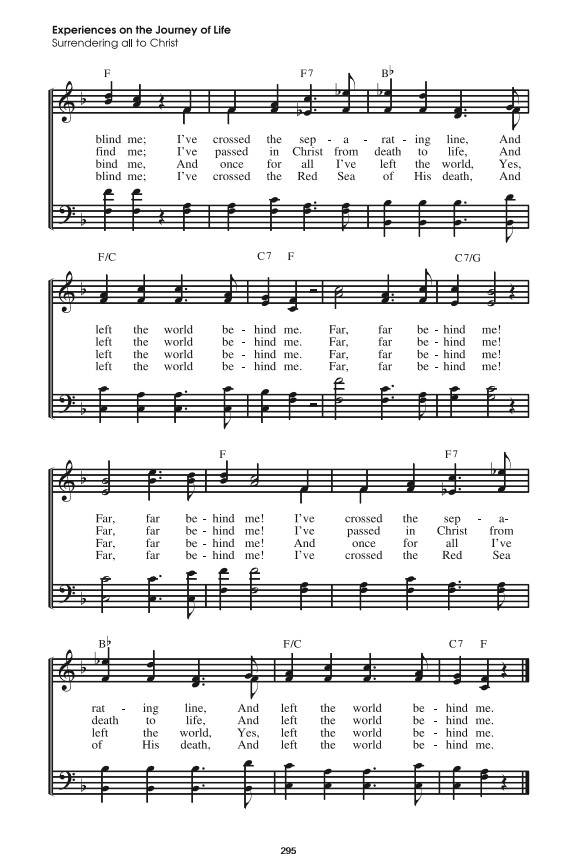 Experiences on the Journey of Life
Surrendering all to Christ
F F7 B♭
blind me; I've crossed the sep - a - rat - ing line, And
find me; I've passed in Christ from death to life, And
bind me, And once for all I've left the world, Yes,
blind me; I've crossed the Red Sea of His death, And
F/C C7 F C7/G
left the world be - hind me. Far, far be - hind me!
left the world be - hind me. Far, far be - hind me!
left the world be - hind me. Far, far be - hind me!
left the world be - hind me. Far, far be - hind me!
F F7
Far, far be - hind me! I've crossed the sep - a-
Far, far be - hind me! I've passed in Christ from
Far, far be - hind me! And once for all I've
Far, far be - hind me! I've crossed the Red Sea
B♭ F/C C7 F
rat - ing line, And left the world be - hind me.
death to life, And left the world be - hind me.
left the world, Yes, left the world be - hind me.
of His death, And left the world be - hind me.
295